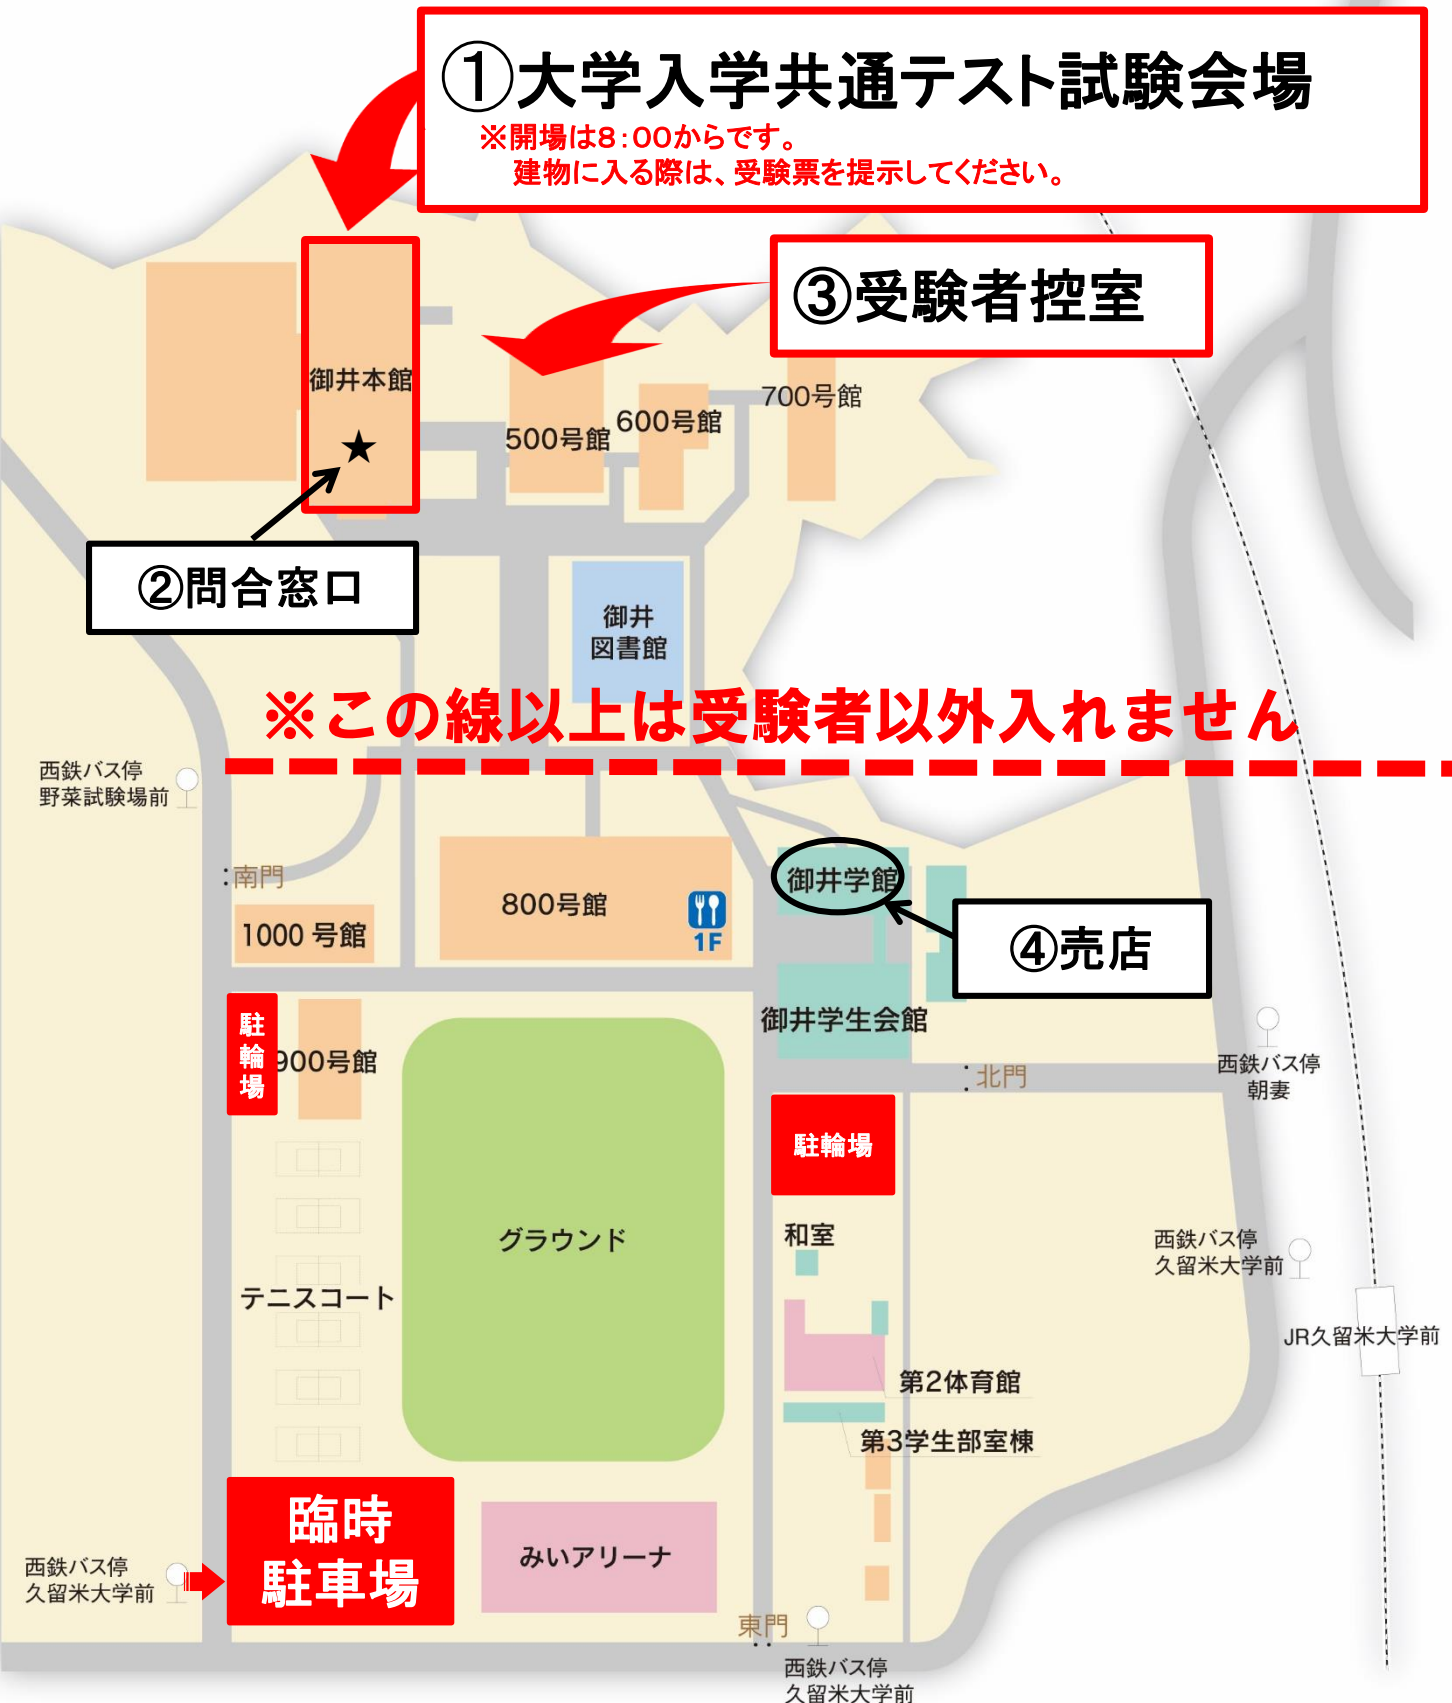 ①大学入学共通テスト試験会場
※開場は8:00からです。
建物に入る際は、受験票を提示してください。
③受験者控室
御井本館
★
500号館
600号館
700号館
②問合窓口
御井
図書館
※この線以上は受験者以外入れません
西鉄バス停
野菜試験場前
南門
1000 号館
800号館
1F
御井学館
④売店
御井学生会館
駐輪場
900号館
北門
西鉄バス停
朝妻
駐輪場
グラウンド
和室
西鉄バス停
久留米大学前
テニスコート
JR久留米大学前
第2体育館
第3学生部室棟
臨時
駐車場
みいアリーナ
西鉄バス停
久留米大学前
東門
西鉄バス停
久留米大学前